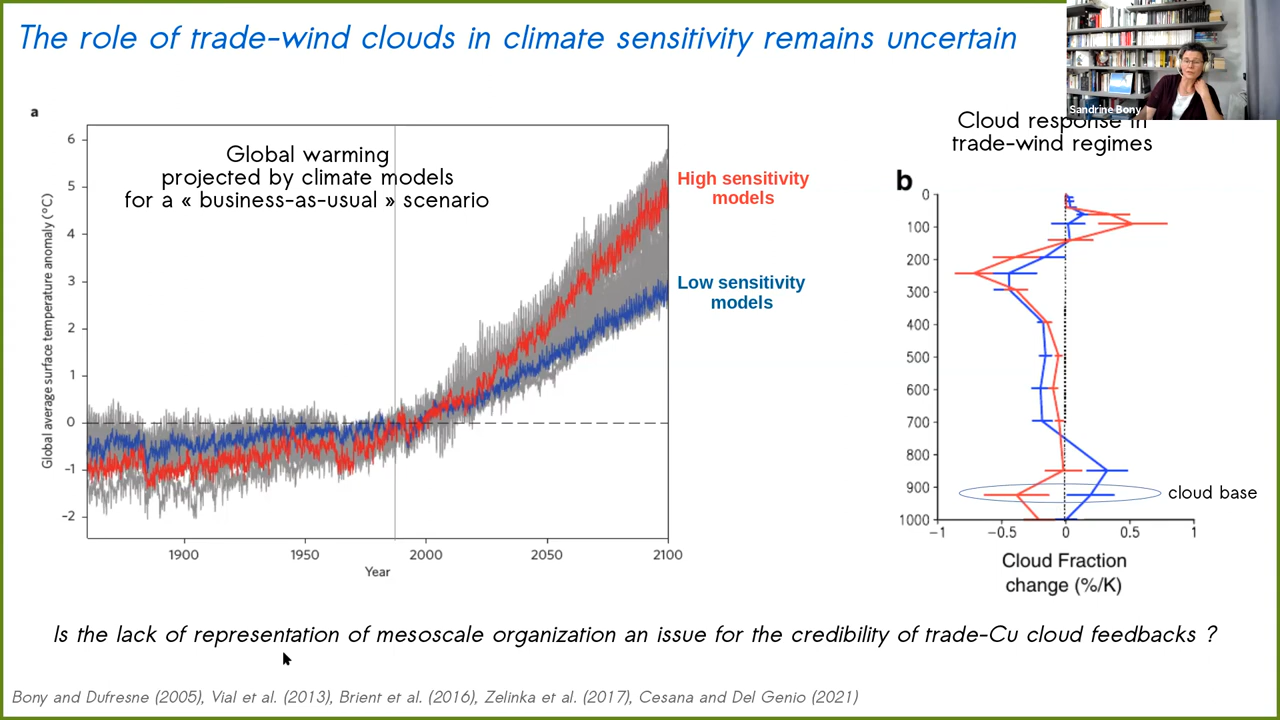 The role of trade-wind clouds in climate sensitivity remains uncertain
Sandrine Bony
a
Global warming
projected by climate models
for a « business-as-usual » scenario
6
5
4
3
2
1
0
-1
-2
Global average surface temperature anomaly (°C)
1900
1950
2000
2050
2100
Year
High sensitivity
models
Low sensitivity
models
Cloud response in
trade-wind regimes
b
0
100
200
300
400
500
600
700
800
900
1000
cloud base
−1
−0.5
0
0.5
1
Cloud Fraction
change (%/K)
Is the lack of representation of mesoscale organization an issue for the credibility of trade-Cu cloud feedbacks ?
Bony and Dufresne (2005), Vial et al. (2013), Brient et al. (2016), Zelinka et al. (2017), Cesana and Del Genio (2021)